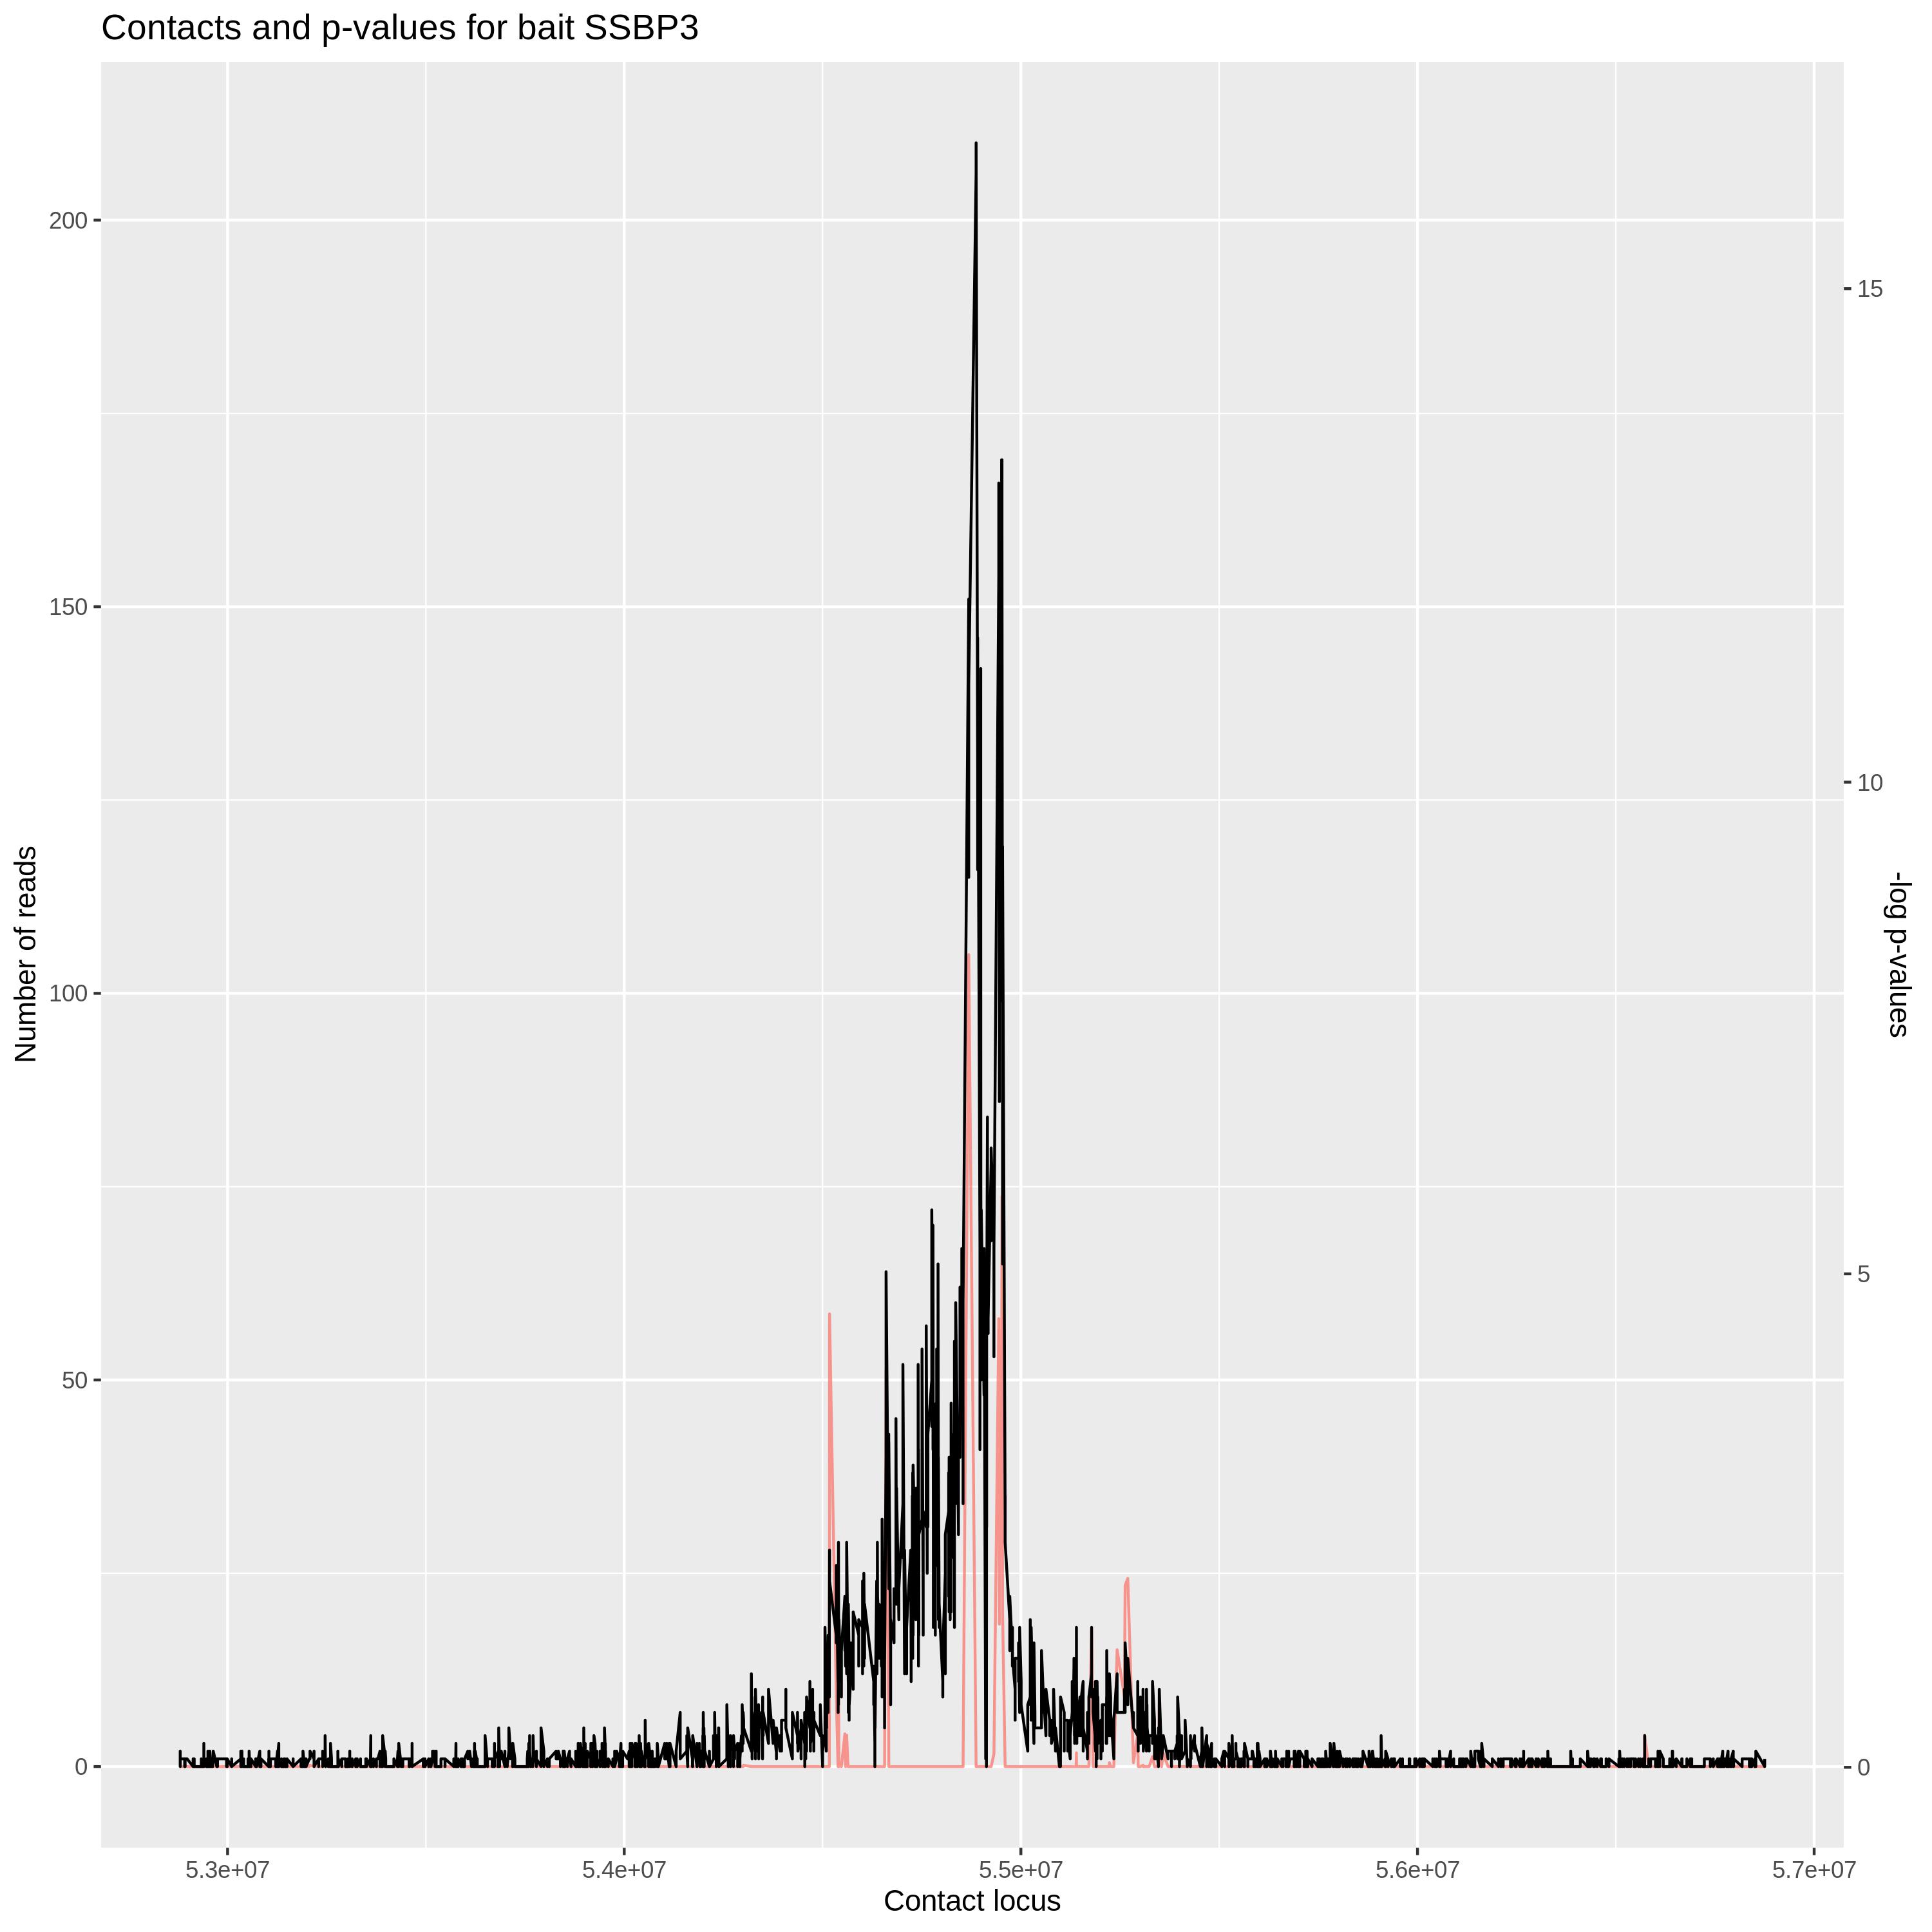 Contacts and p-values for bait SSBP3
200
150
100
50
0
Number of reads
15
10
5
0
-log p-values
5.3e+07
5.4e+07
5.5e+07
5.6e+07
5.7e+07
Contact locus